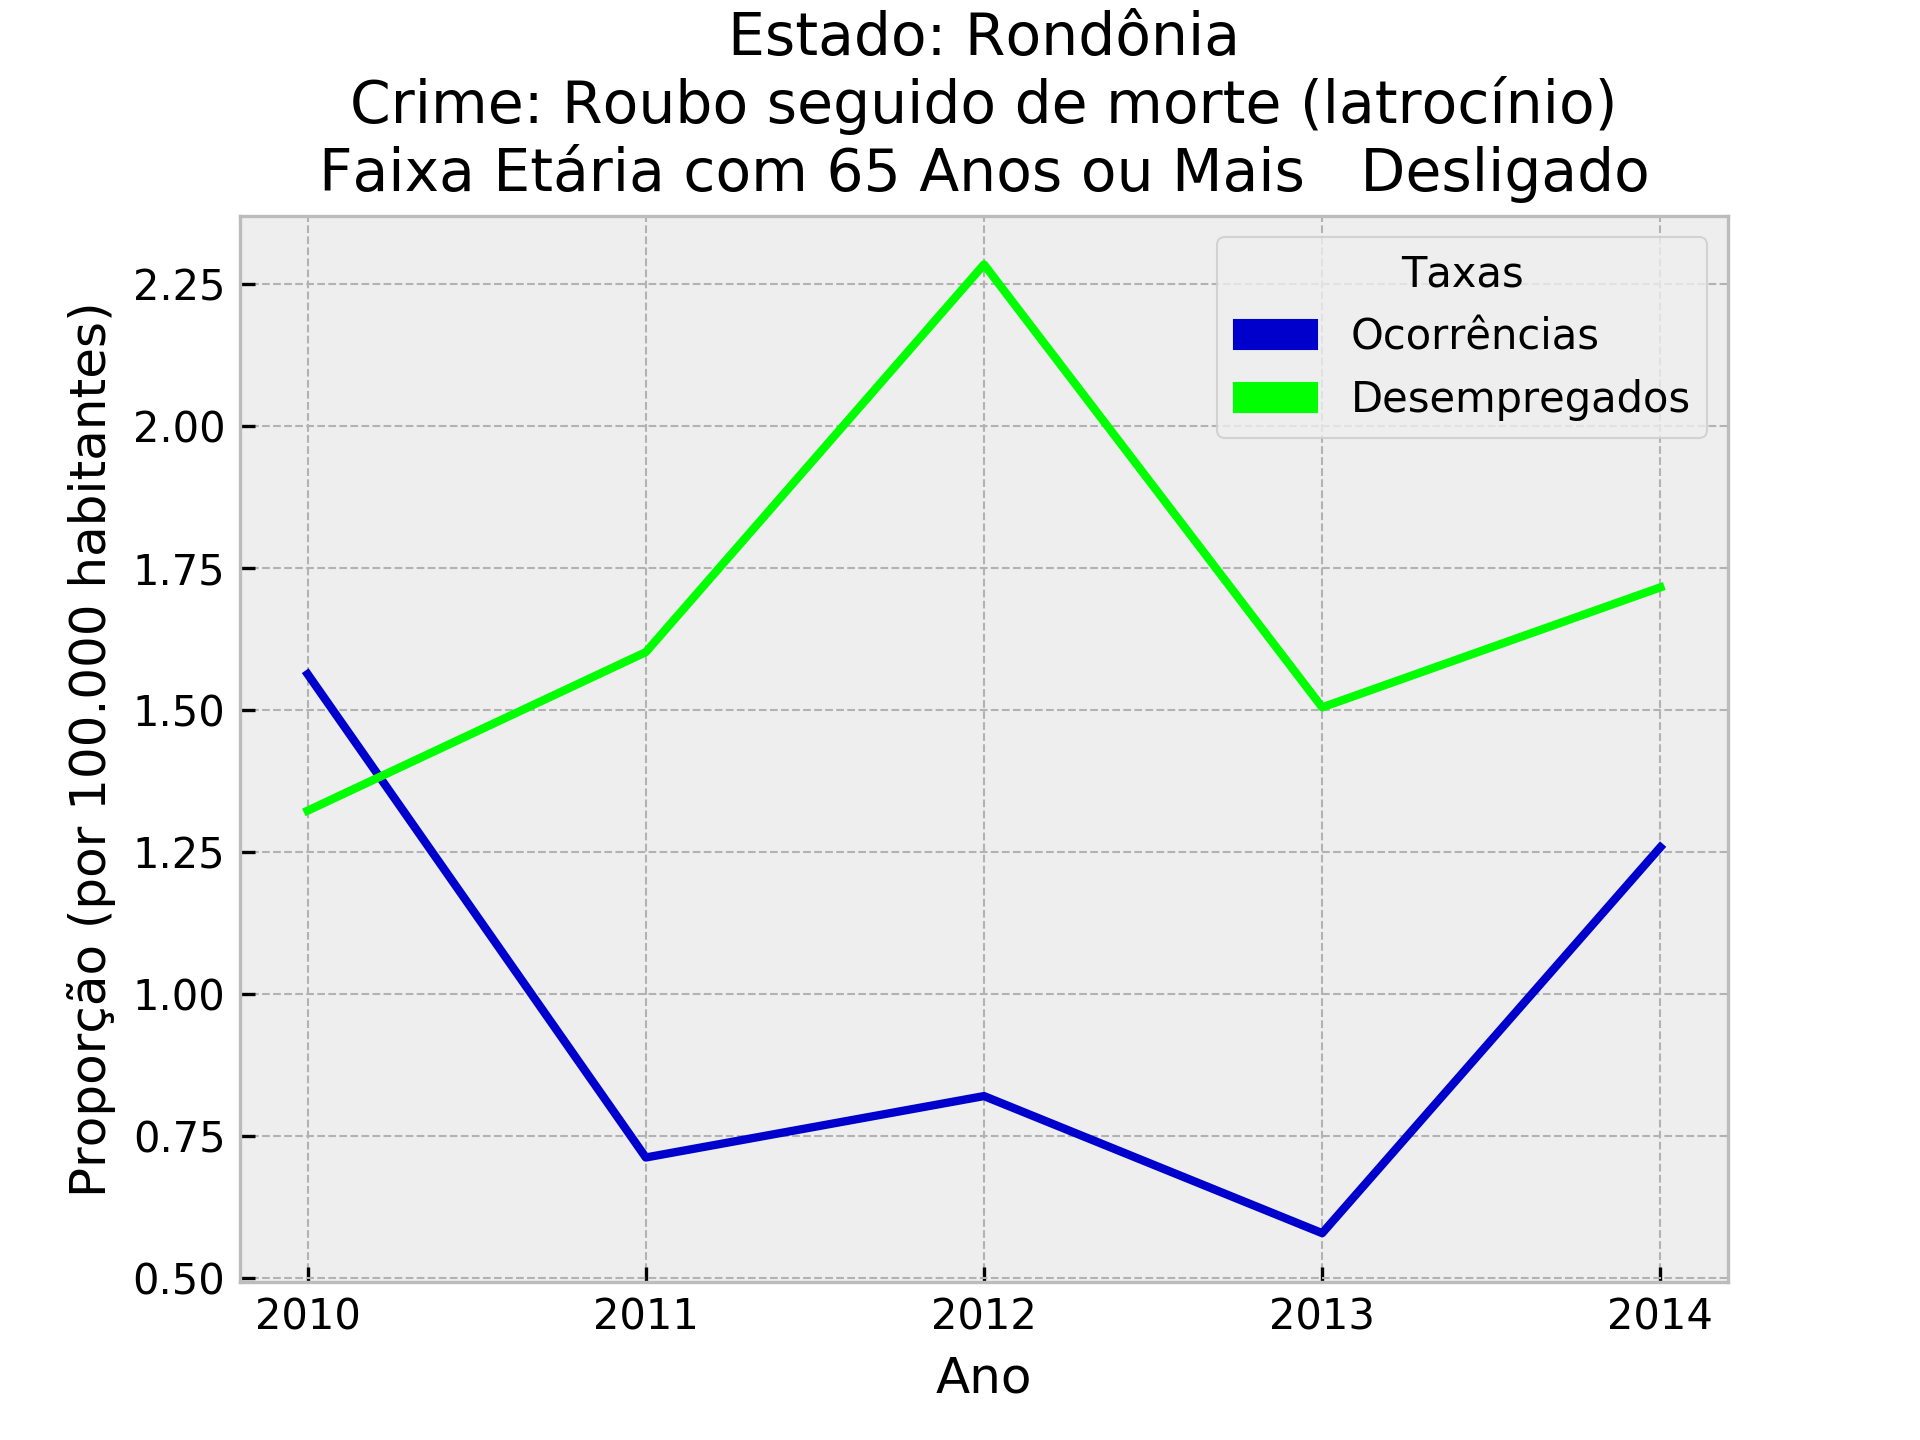 Estado: Rondônia
Crime: Roubo seguido de morte (latrocínio)
Faixa Etária com 65 Anos ou Mais   Desligado
Taxas
Ocorrências
Desempregados
Proporção (por 100.000 habitantes)
2.25
2.00
1.75
1.50
1.25
1.00
0.75
0.50
2010 2011 2012 2013 2014
Ano